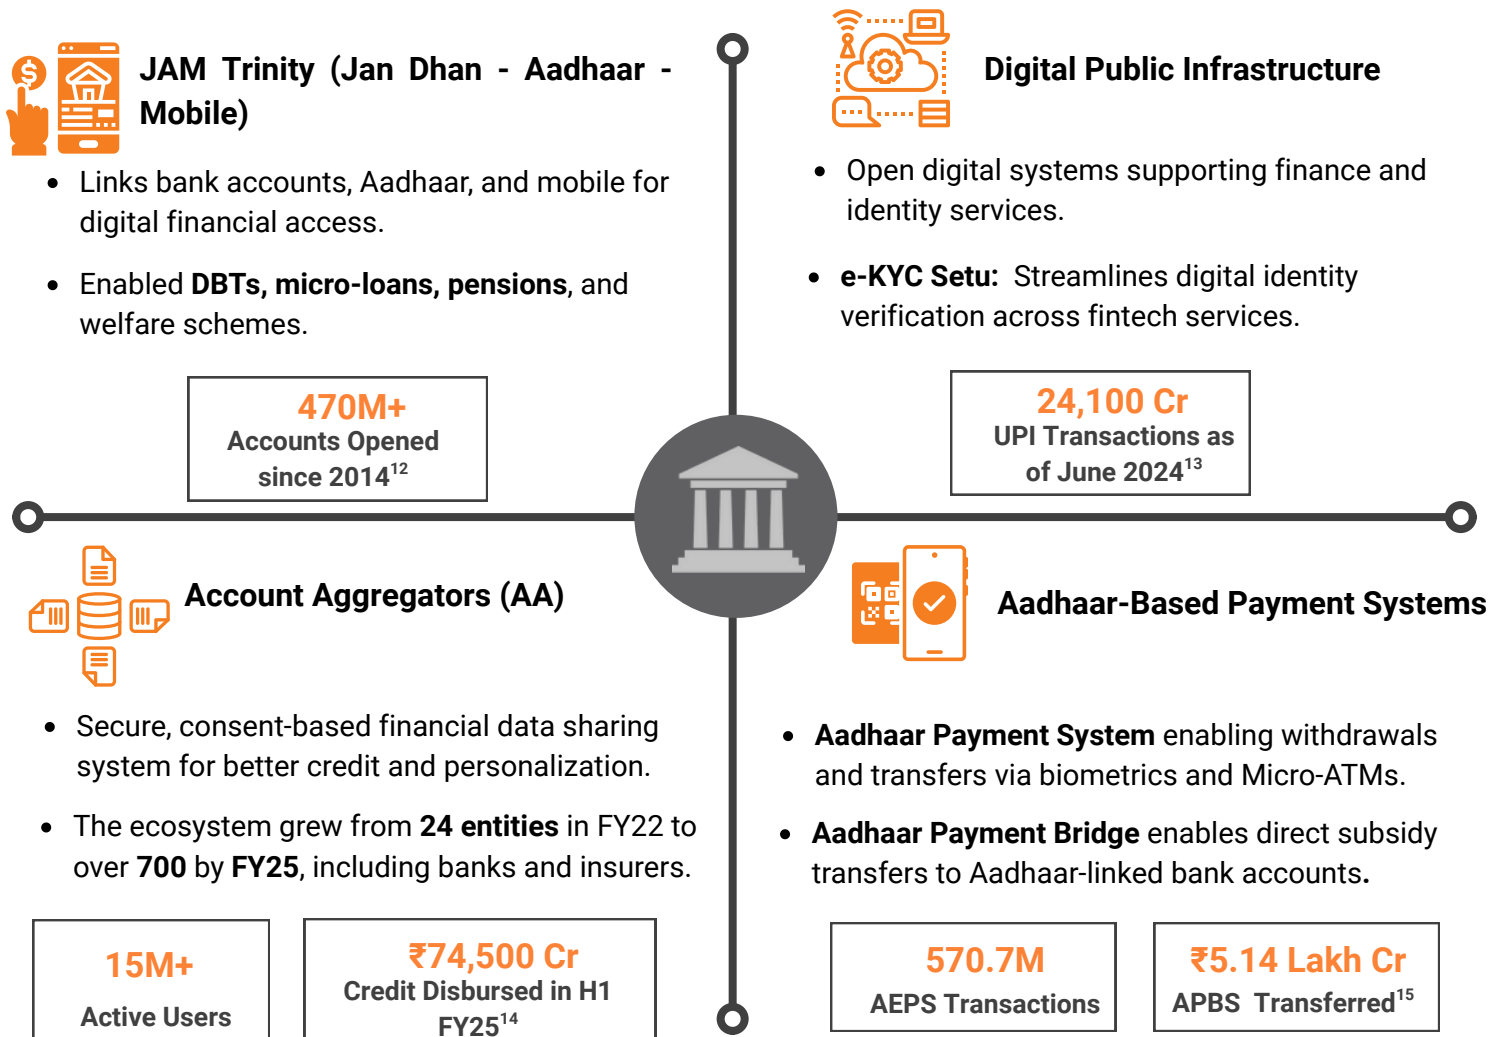 JAM Trinity (Jan Dhan - Aadhaar -
Mobile)
• Links bank accounts, Aadhaar, and mobile for
digital financial access.
• Enabled DBTs, micro-loans, pensions, and
welfare schemes.
470M+
Accounts Opened
since 2014¹²
Digital Public Infrastructure
• Open digital systems supporting finance and
identity services.
• e-KYC Setu: Streamlines digital identity
verification across fintech services.
24,100 Cr
UPI Transactions as
of June 2024¹³
Account Aggregators (AA)
• Secure, consent-based financial data sharing
system for better credit and personalization.
• The ecosystem grew from 24 entities in FY22 to
over 700 by FY25, including banks and insurers.
15M+
Active Users
₹74,500 Cr
Credit Disbursed in H1
FY25¹⁴
Aadhaar-Based Payment Systems
• Aadhaar Payment System enabling withdrawals
and transfers via biometrics and Micro-ATMs.
• Aadhaar Payment Bridge enables direct subsidy
transfers to Aadhaar-linked bank accounts.
570.7M
AEPS Transactions
₹5.14 Lakh Cr
APBS Transferred¹⁵